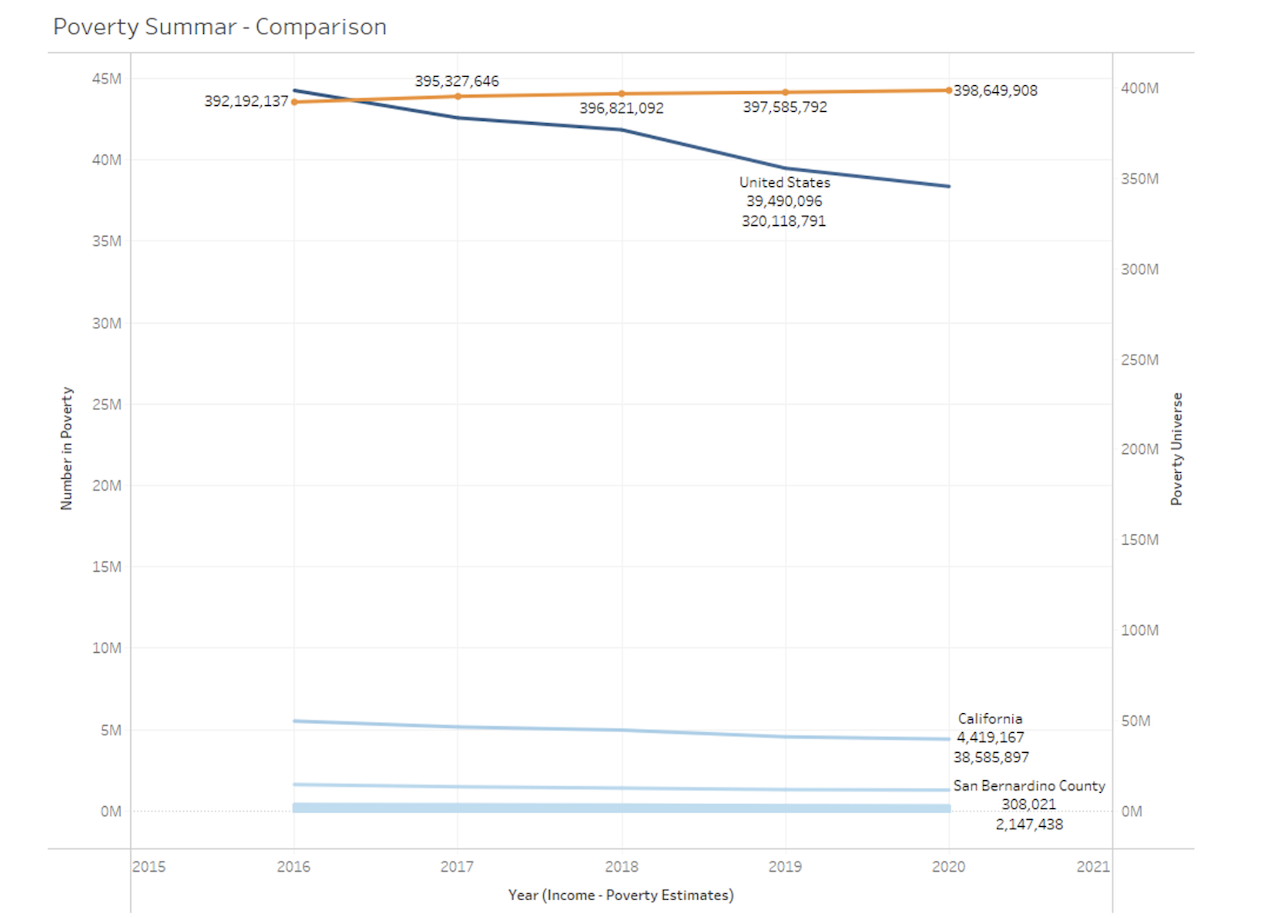 Poverty Summar - Comparison
45M
40M
35M
30M
25M
20M
15M
10M
5M
0M
Number in Poverty
392,192,137
395,327,646
396,821,092
397,585,792
398,649,908
United States
39,490,096
320,118,791
California
4,419,167
38,585,897
San Bernardino County
308,021
2,147,438
400M
350M
300M
250M
200M
150M
100M
50M
0M
Poverty Universe
2015 2016 2017 2018 2019 2020 2021
Year (Income - Poverty Estimates)